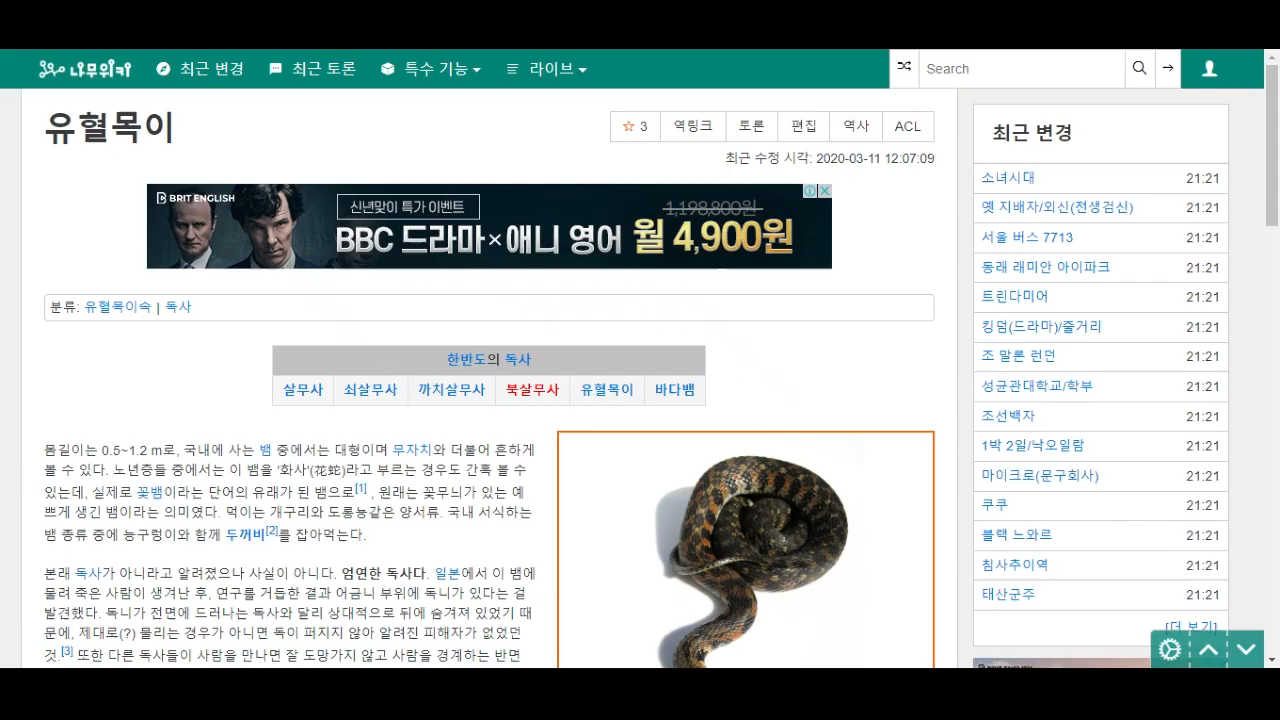 나무위키 최근 변경 최근 토론 특수 기능 라이브 Search
유혈목이
☆ 3 역링크 토론 편집 역사 ACL
최근 수정 시각: 2020-03-11 12:07:09
BRIT ENGLISH
신년맞이 특가 이벤트
1,198,800원
BBC 드라마×애니 영어 월 4,900원
분류: 유혈목이속 | 독사
한반도의 독사
살무사 쇠살무사 까치살무사 북살무사 유혈목이 바다뱀
몸길이는 0.5~1.2 m로, 국내에 사는 뱀 중에서는 대형이며 무자치와 더불어 흔하게
볼 수 있다. 노년층들 중에서는 이 뱀을 '화사'(花蛇)라고 부르는 경우도 간혹 볼 수
있는데, 실제로 꽃뱀이라는 단어의 유래가 된 뱀으로[1] , 원래는 꽃무늬가 있는 예
쁘게 생긴 뱀이라는 의미였다. 먹이는 개구리와 도롱뇽같은 양서류. 국내 서식하는
뱀 종류 중에 능구렁이와 함께 두꺼비[2]를 잡아먹는다.
본래 독사가 아니라고 알려졌으나 사실이 아니다. 엄연한 독사다. 일본에서 이 뱀에
물려 죽은 사람이 생겨난 후, 연구를 거듭한 결과 어금니 부위에 독니가 있다는 걸
발견했다. 독니가 전면에 드러나는 독사와 달리 상대적으로 뒤에 숨겨져 있었기 때
문에, 제대로(?) 물리는 경우가 아니면 독이 퍼지지 않아 알려진 피해자가 없었던
것.[3] 또한 다른 독사들이 사람을 만나면 잘 도망가지 않고 사람을 경계하는 반면
최근 변경
소녀시대 21:21
옛 지배자/외신(전생검신) 21:21
서울 버스 7713 21:21
동래 래미안 아이파크 21:21
트린다미어 21:21
킹덤(드라마)/줄거리 21:21
조 말론 런던 21:21
성균관대학교/학부 21:21
조선백자 21:21
1박 2일/낙오일람 21:21
마이크로(문구회사) 21:21
쿠쿠 21:21
블랙 느와르 21:21
침사추이역 21:21
태산군주 21:21
[더 보기]
BRIT ENGLISH